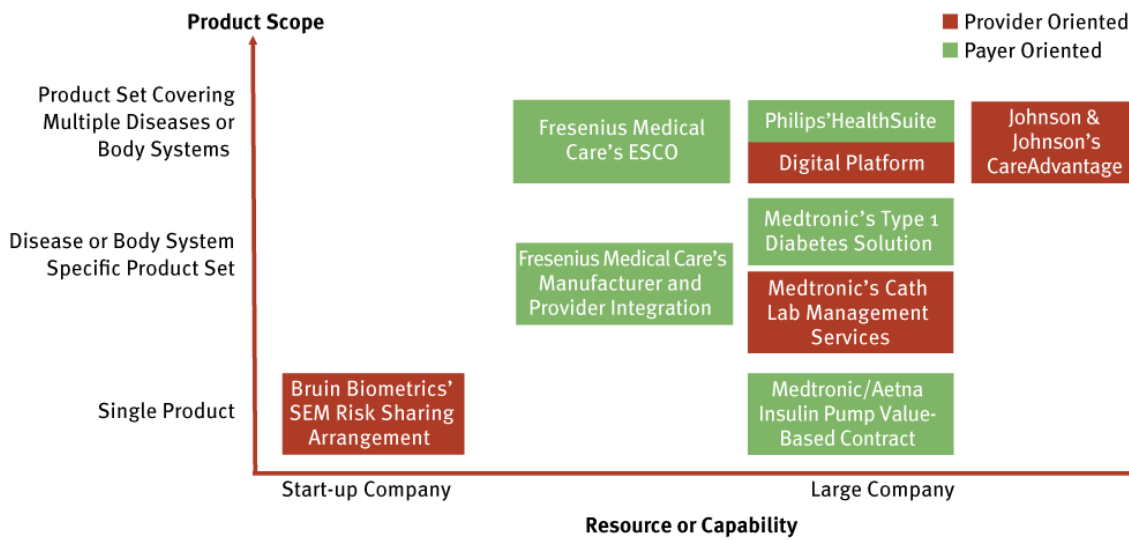 Product Scope
Provider Oriented
Payer Oriented
Product Set Covering
Multiple Diseases or
Body Systems
Fresenius Medical
Care's ESCO
Philips'HealthSuite
Digital Platform
Johnson &
Johnson's
CareAdvantage
Disease or Body System
Specific Product Set
Fresenius Medical Care's
Manufacturer and
Provider Integration
Medtronic's Type 1
Diabetes Solution
Medtronic's Cath
Lab Management
Services
Single Product
Bruin Biometrics'
SEM Risk Sharing
Arrangement
Medtronic/Aetna
Insulin Pump Value-
Based Contract
Start-up Company
Large Company
Resource or Capability